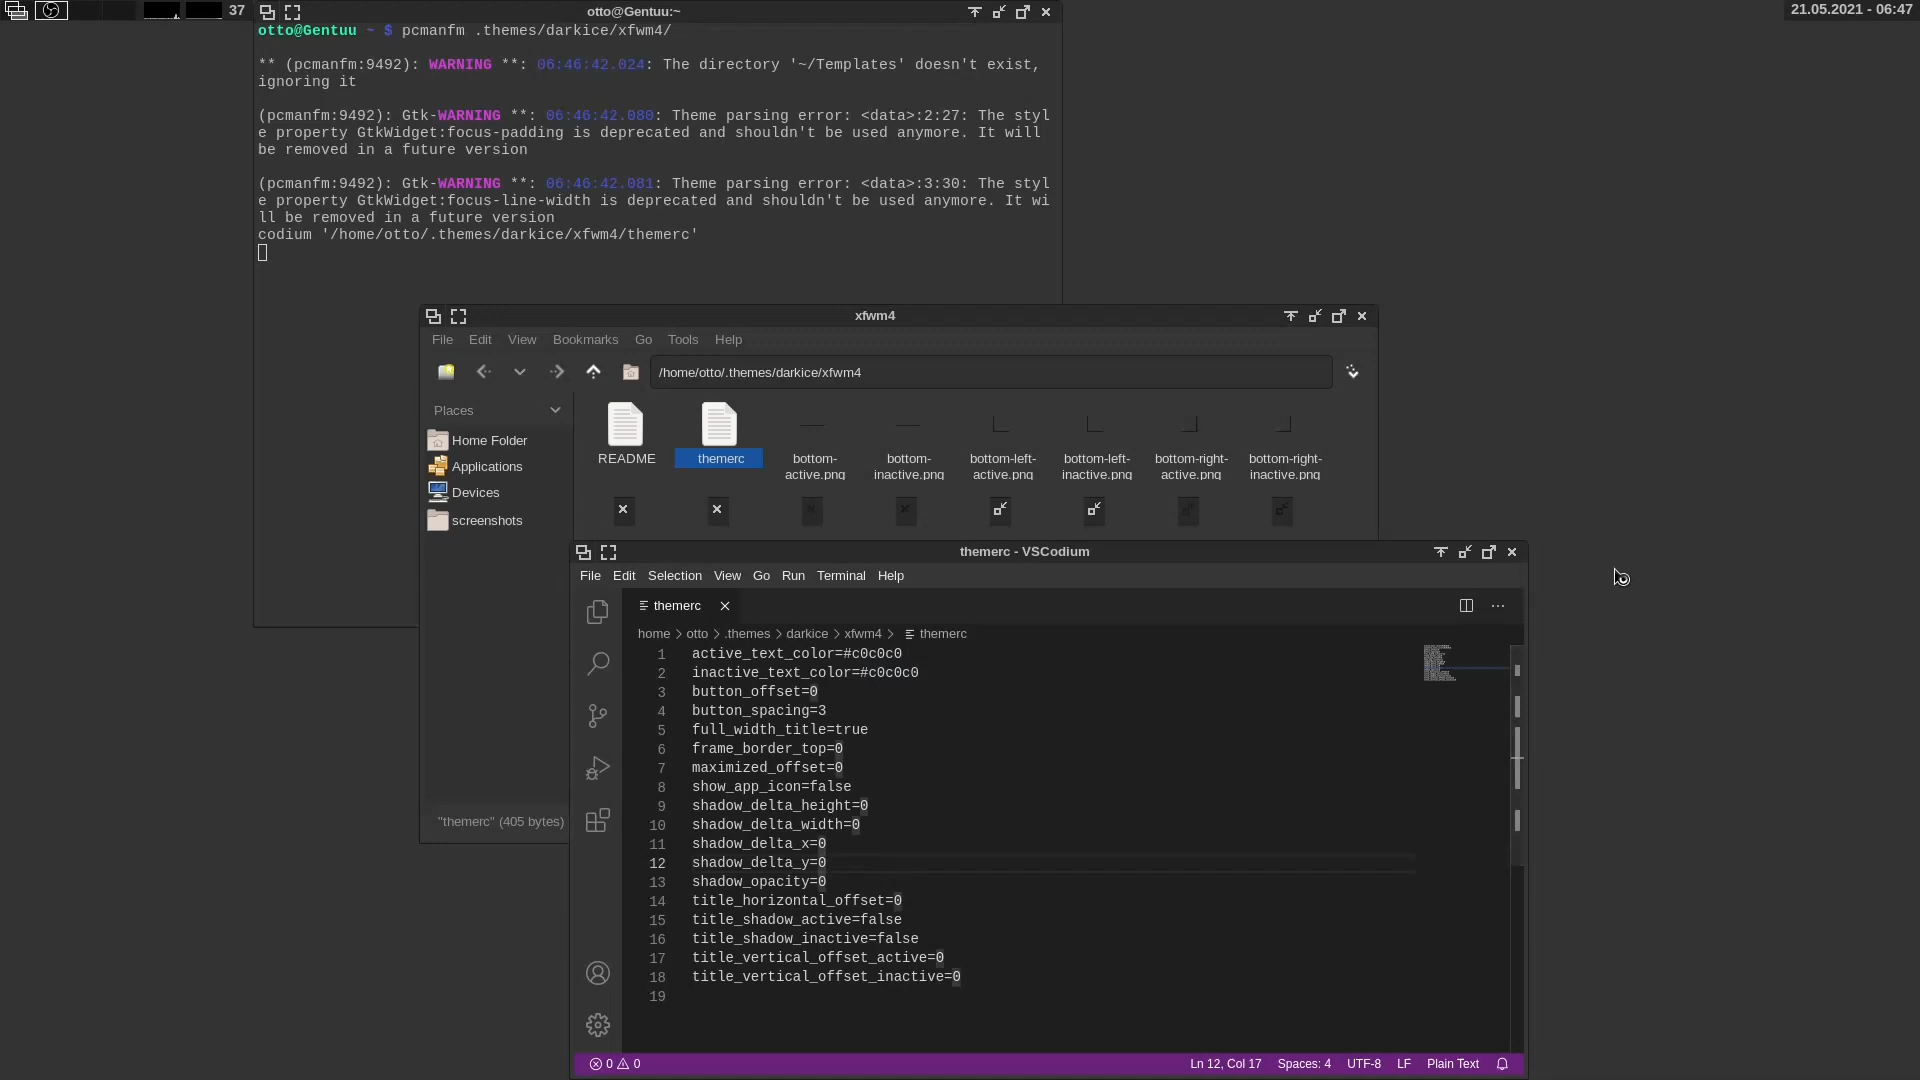 37
otto@Gentuu:~
21.05.2021 - 06:47
otto@Gentuu ~ $ pcmanfm .themes/darkice/xfwm4/
** (pcmanfm:9492): WARNING **: 06:46:42.024: The directory '~/Templates' doesn't exist,
ignoring it
(pcmanfm:9492): Gtk-WARNING **: 06:46:42.080: Theme parsing error: <data>:2:27: The styl
e property GtkWidget:focus-padding is deprecated and shouldn't be used anymore. It will
be removed in a future version
(pcmanfm:9492): Gtk-WARNING **: 06:46:42.081: Theme parsing error: <data>:3:30: The styl
e property GtkWidget:focus-line-width is deprecated and shouldn't be used anymore. It wi
ll be removed in a future version
codium '/home/otto/.themes/darkice/xfwm4/themerc'
xfwm4
File Edit View Bookmarks Go Tools Help
/home/otto/.themes/darkice/xfwm4
Places
Home Folder
Applications
Devices
screenshots
README
themerc
bottom-
active.png
bottom-
inactive.png
bottom-left-
active.png
bottom-left-
inactive.png
bottom-right-
active.png
bottom-right-
inactive.png
"themerc" (405 bytes)
themerc - VSCodium
File Edit Selection View Go Run Terminal Help
themerc
home > otto > .themes > darkice > xfwm4 > themerc
1 active_text_color=#c0c0c0
2 inactive_text_color=#c0c0c0
3 button_offset=0
4 button_spacing=3
5 full_width_title=true
6 frame_border_top=0
7 maximized_offset=0
8 show_app_icon=false
9 shadow_delta_height=0
10 shadow_delta_width=0
11 shadow_delta_x=0
12 shadow_delta_y=0
13 shadow_opacity=0
14 title_horizontal_offset=0
15 title_shadow_active=false
16 title_shadow_inactive=false
17 title_vertical_offset_active=0
18 title_vertical_offset_inactive=0
19
0 0
Ln 12, Col 17 Spaces: 4 UTF-8 LF Plain Text